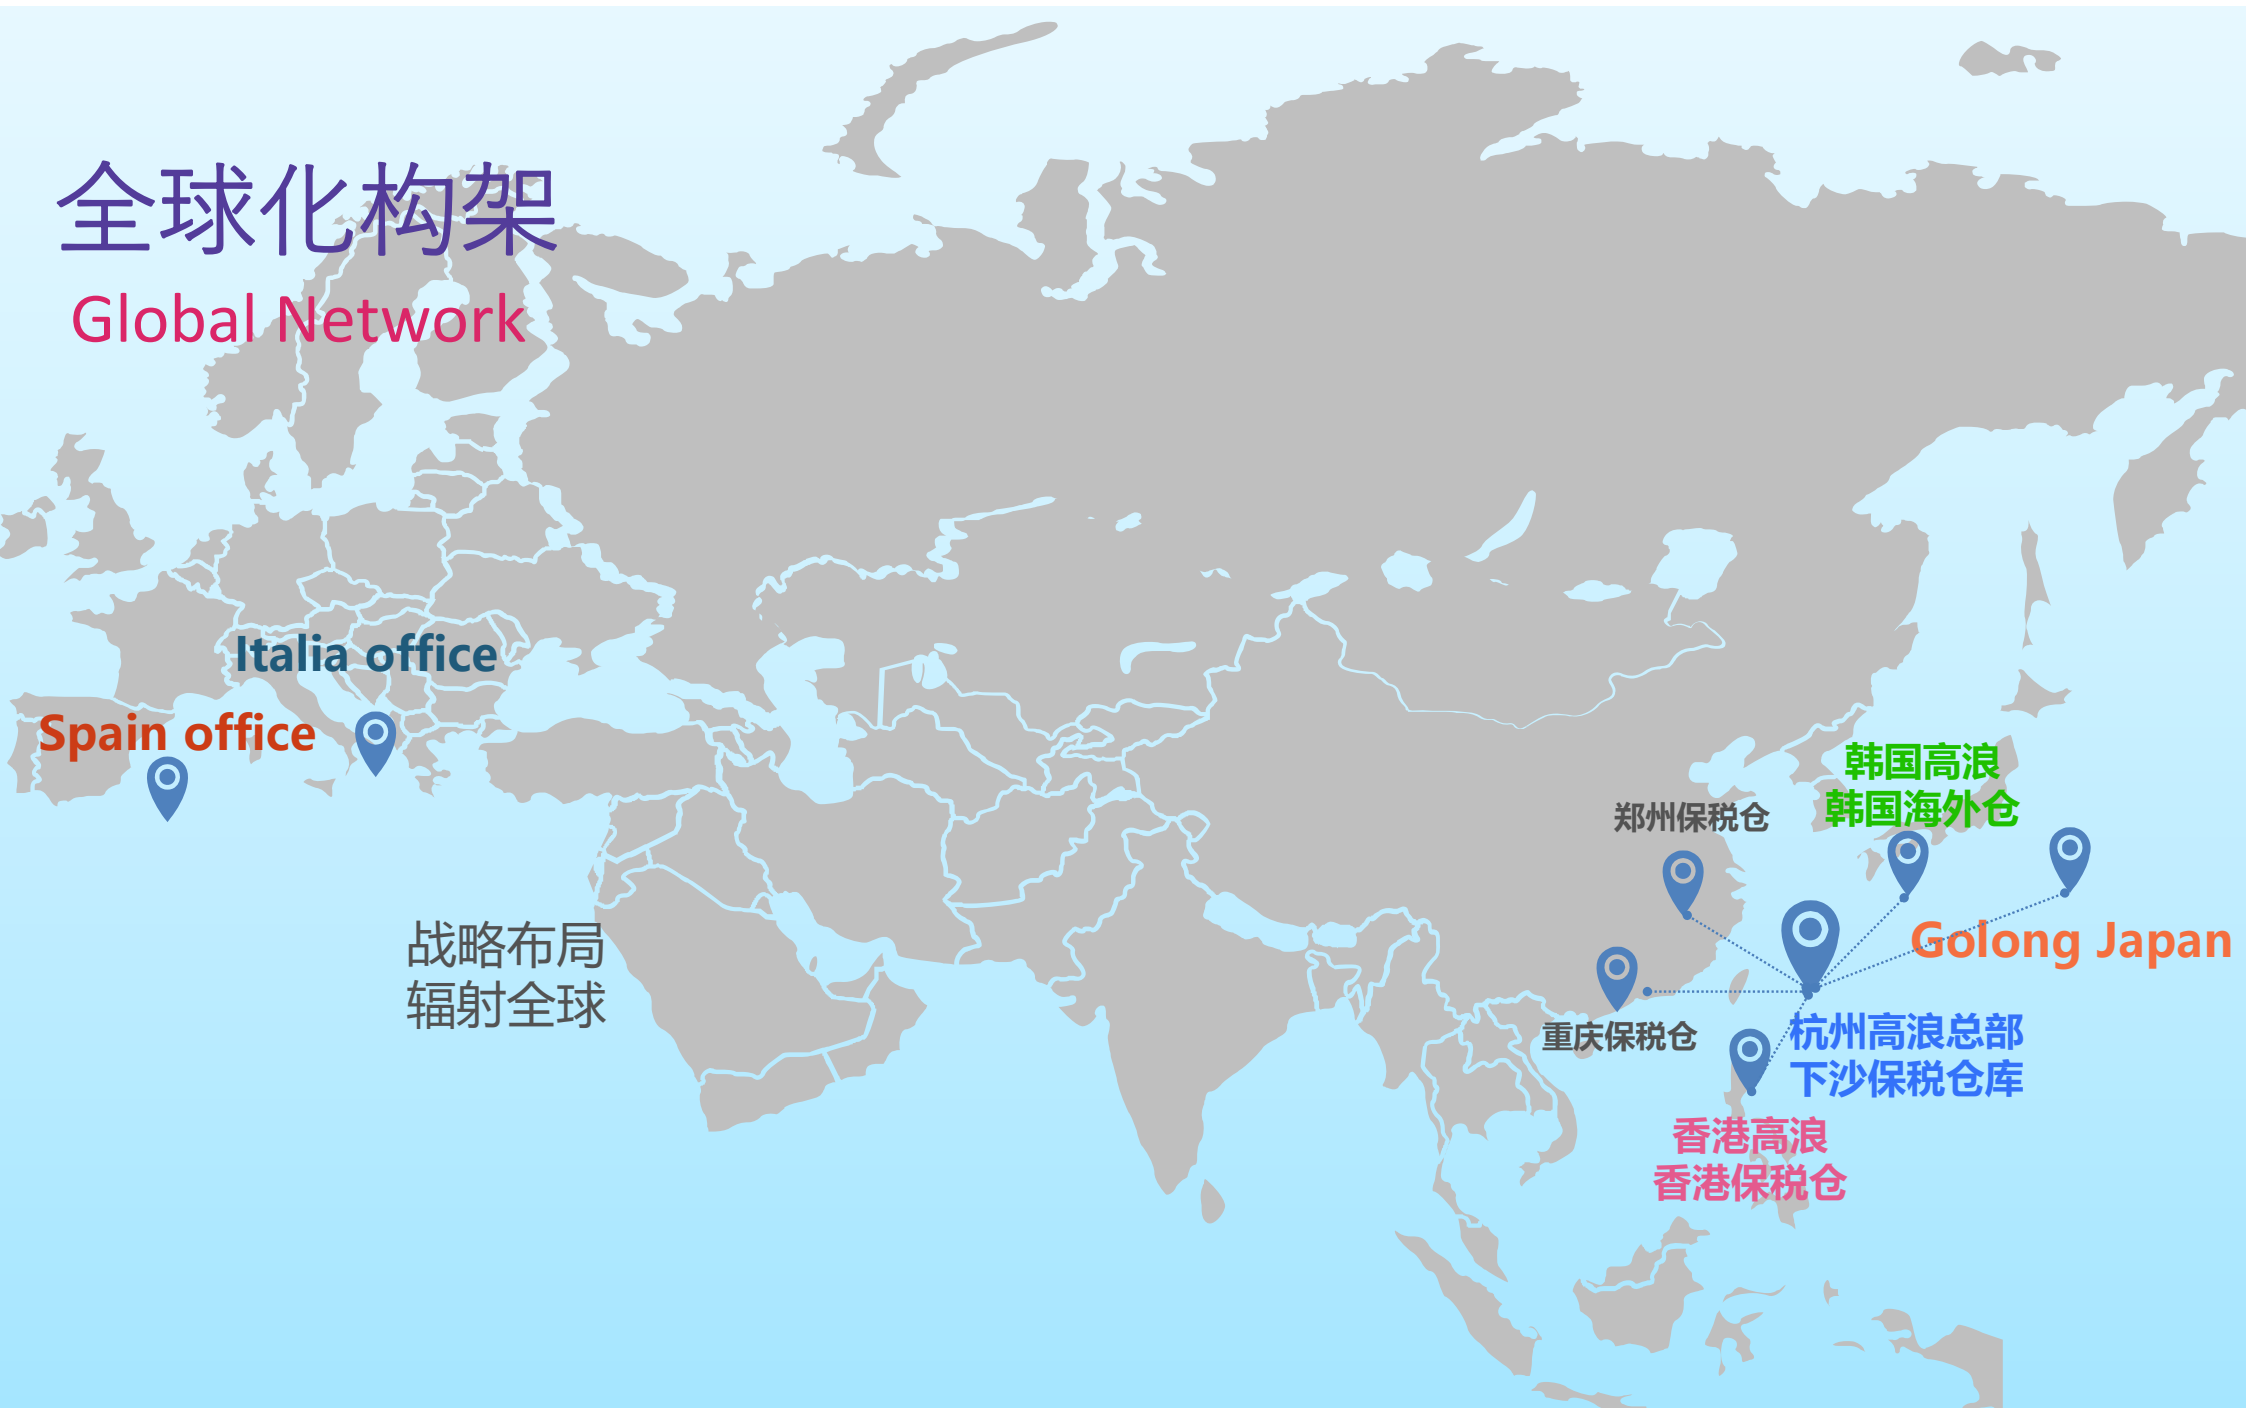 全球化构架
Global Network
Italia office
Spain office
战略布局
辐射全球
韩国高浪
韩国海外仓
郑州保税仓
Golong Japan
重庆保税仓
杭州高浪总部
下沙保税仓库
香港高浪
香港保税仓